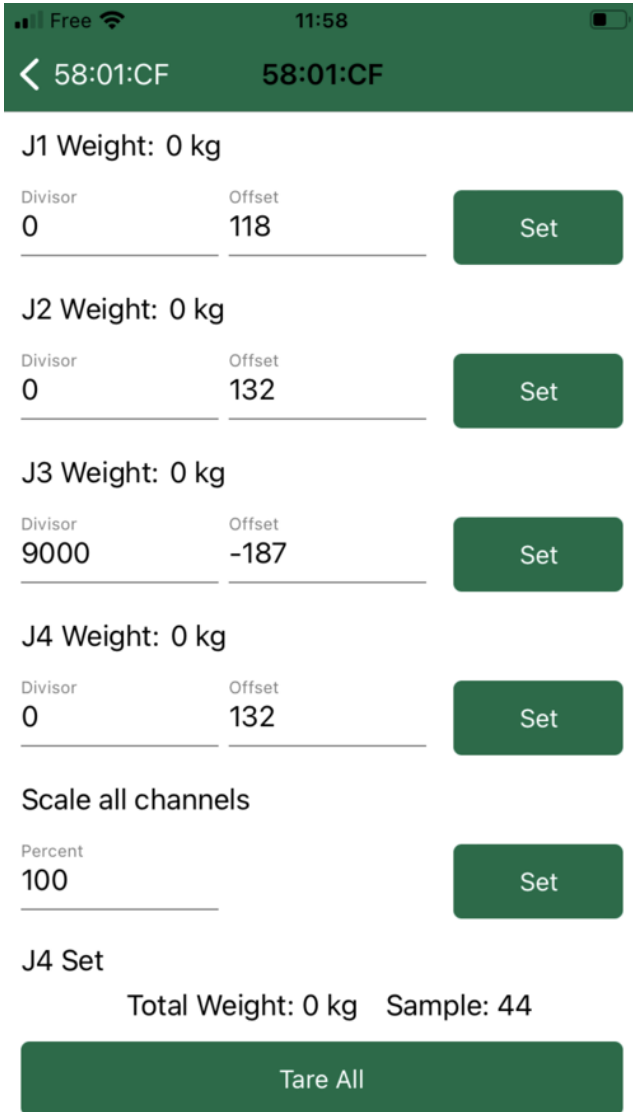 Free 11:58
58:01:CF 58:01:CF
J1 Weight: 0 kg
Divisor Offset
0 118 Set
J2 Weight: 0 kg
Divisor Offset
0 132 Set
J3 Weight: 0 kg
Divisor Offset
9000 -187 Set
J4 Weight: 0 kg
Divisor Offset
0 132 Set
Scale all channels
Percent
100 Set
J4 Set
Total Weight: 0 kg Sample: 44
Tare All